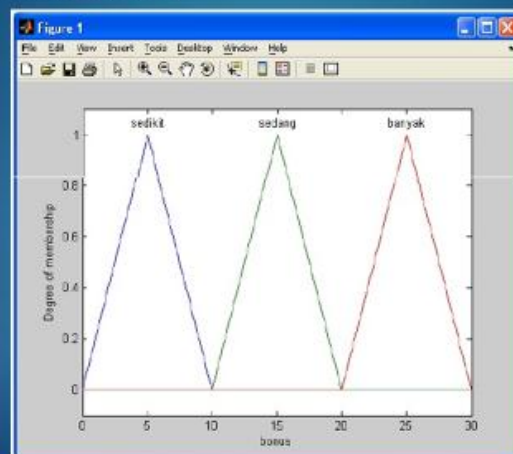 Figure 1
File Edit View Insert Tools Desktop Window Help
sedikit sedang banyak
1
0.8
0.6
0.4
0.2
0
Degree of membership
0 5 10 15 20 25 30
bonus